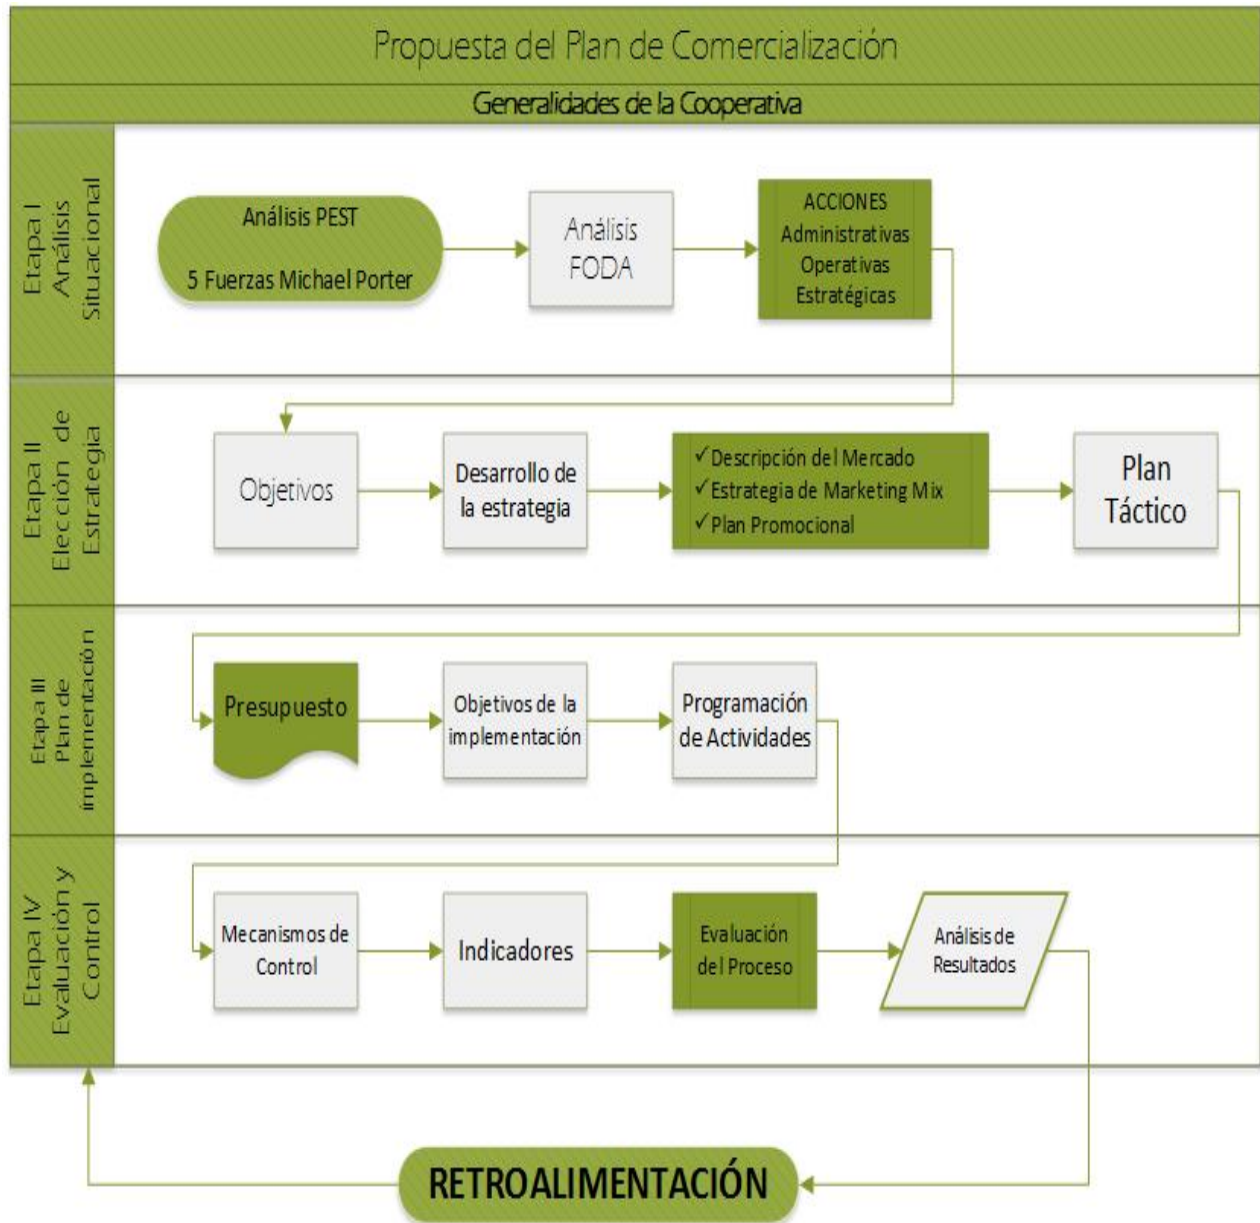 Propuesta del Plan de Comercialización
Generalidades de la Cooperativa
Etapa I
Análisis
Situacional
Análisis PEST
5 Fuerzas Michael Porter
Análisis
FODA
ACCIONES
Administrativas
Operativas
Estratégicas
Etapa II
Elección de
Estrategia
Objetivos
Desarrollo de
la estrategia
✓Descripción del Mercado
✓Estrategia de Marketing Mix
✓Plan Promocional
Plan
Táctico
Etapa III
Plan de
implementación
Presupuesto
Objetivos de la
implementación
Programación
de Actividades
Etapa IV
Evaluación y
Control
Mecanismos de
Control
Indicadores
Evaluación
del Proceso
Análisis de
Resultados
RETROALIMENTACIÓN